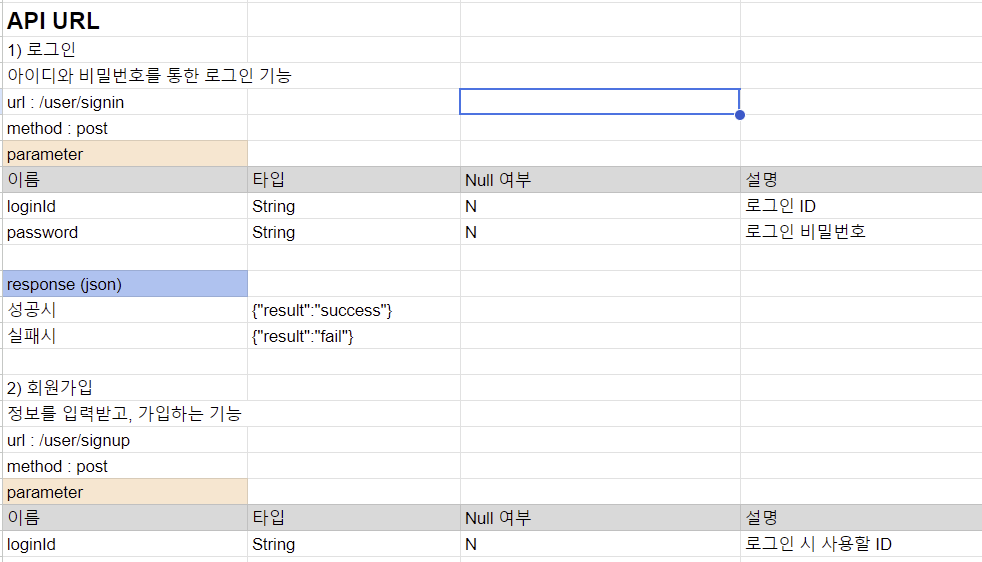 API URL
1) 로그인
아이디와 비밀번호를 통한 로그인 기능
url : /user/signin
method : post
parameter
이름 타입 Null 여부 설명
loginId String N 로그인 ID
password String N 로그인 비밀번호
response (json)
성공시 {"result":"success"}
실패시 {"result":"fail"}
2) 회원가입
정보를 입력받고, 가입하는 기능
url : /user/signup
method : post
parameter
이름 타입 Null 여부 설명
loginId String N 로그인 시 사용할 ID